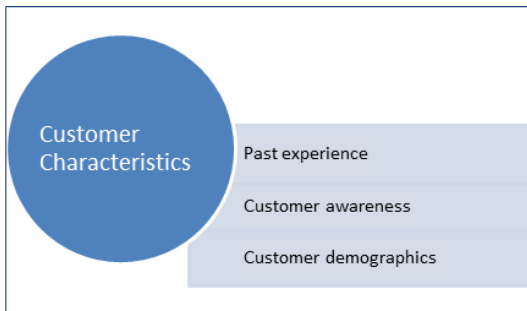 Customer
Characteristics
Past experience
Customer awareness
Customer demographics